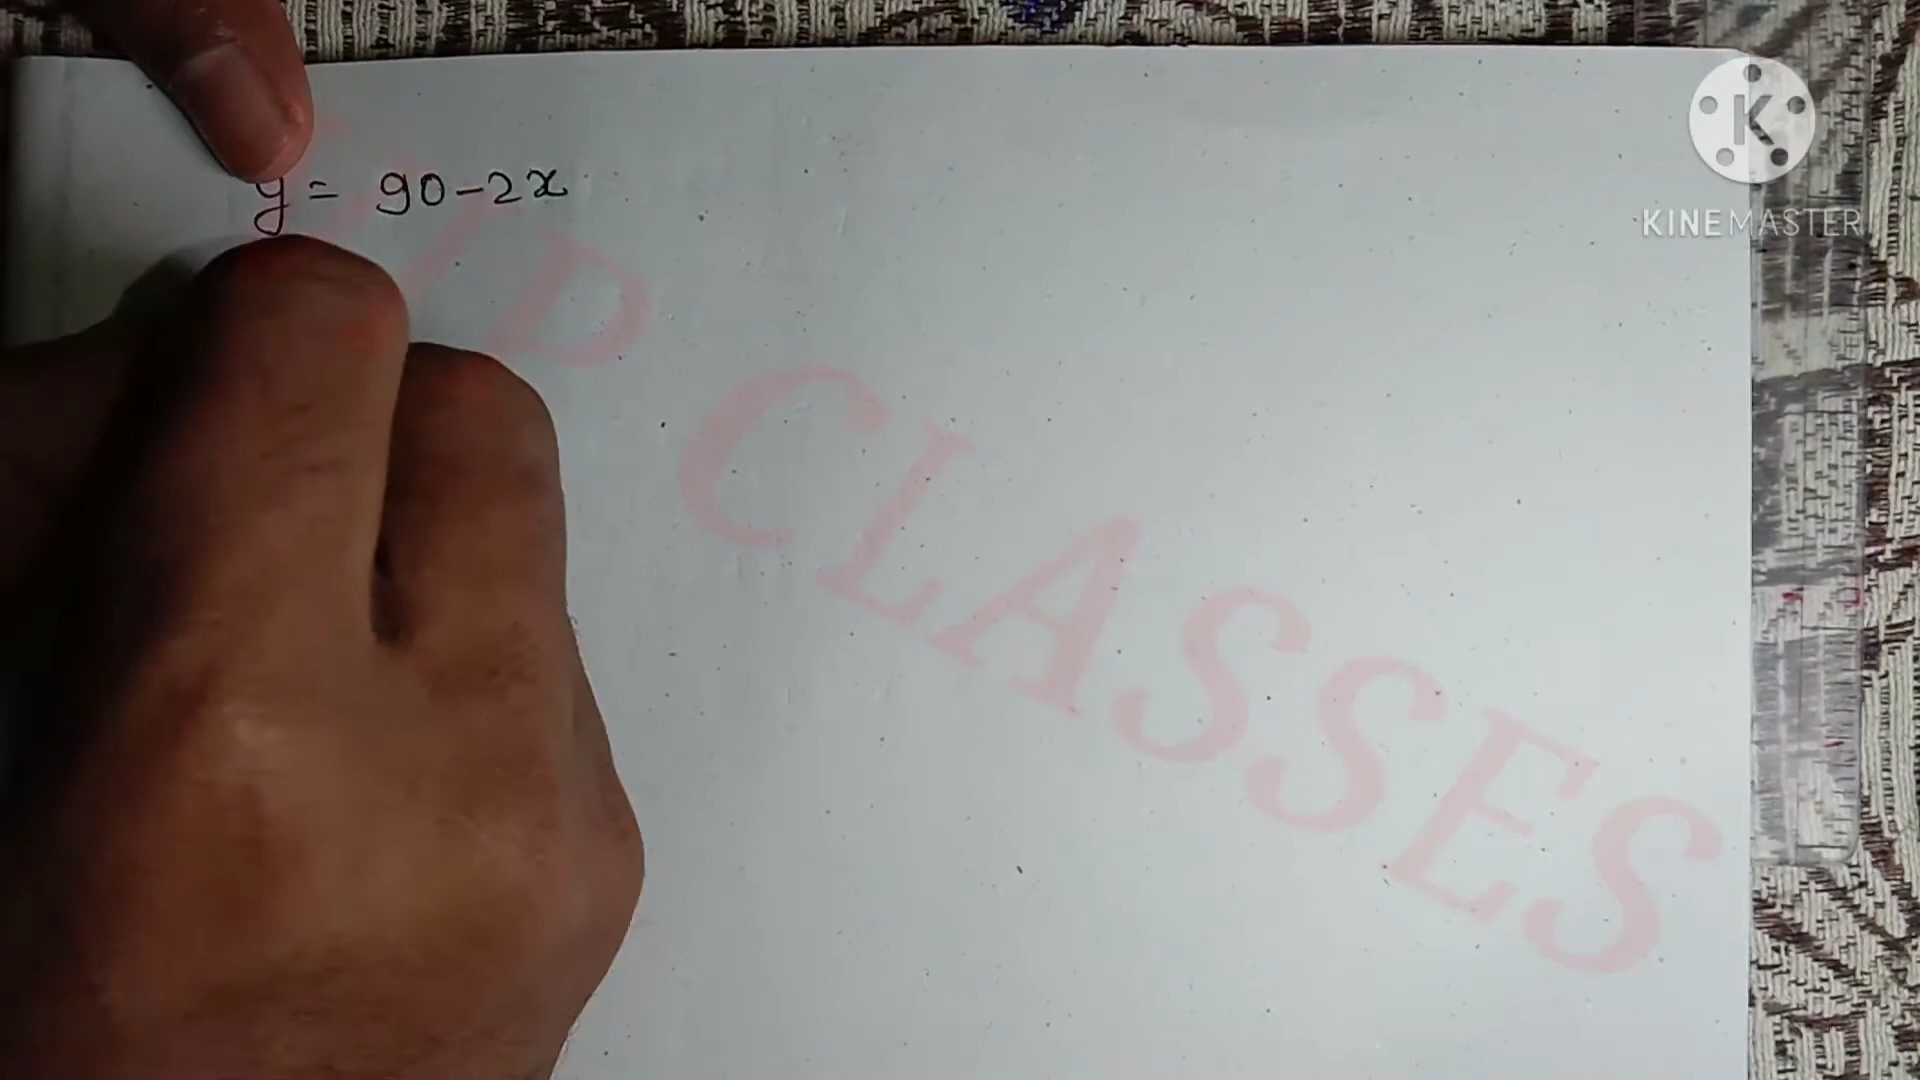 K
KINEMASTER
y = 90-2x
CLASSES